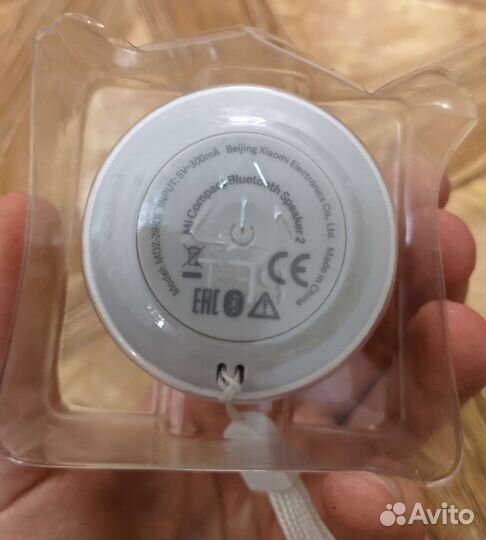 Model: MDZ-28-DI INPUT: 5V⎓300mA Beijing Xiaomi Electronics Co., Ltd. Made in China
Mi Compact Bluetooth Speaker 2
CE
EAC
Avito